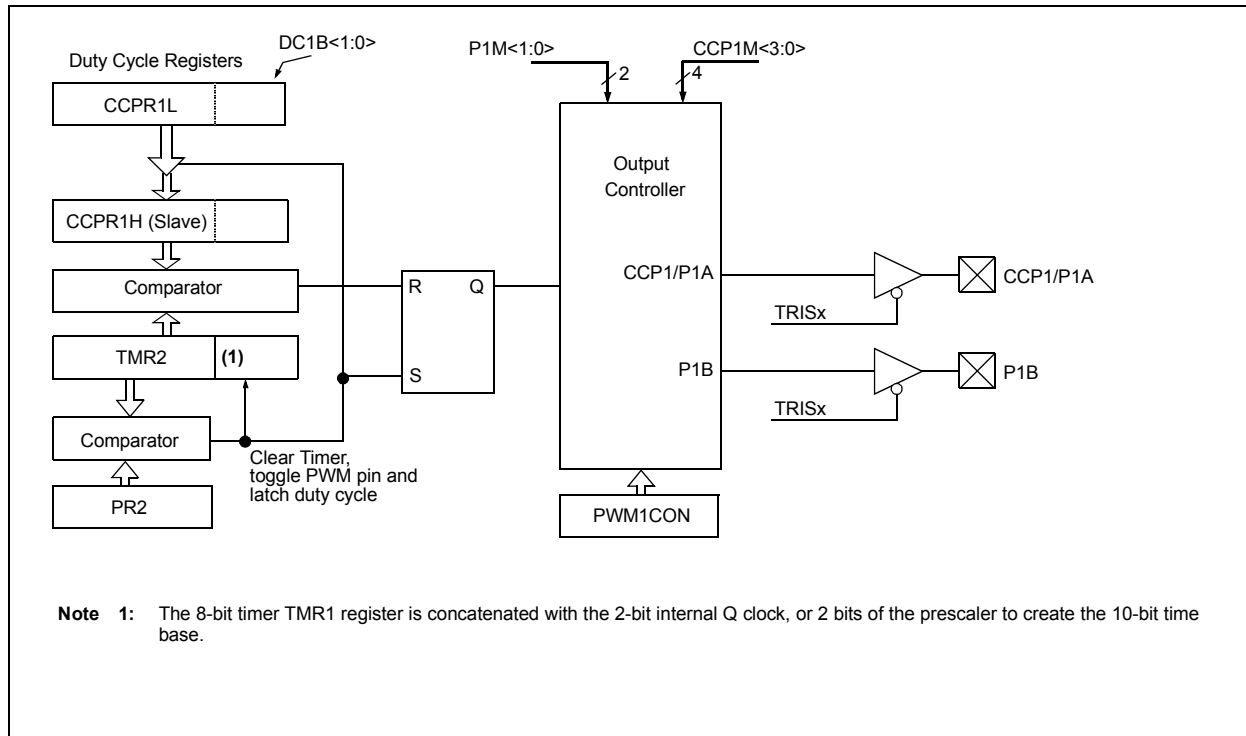 DC1B<1:0>
Duty Cycle Registers
CCPR1L
CCPR1H (Slave)
Comparator
TMR2 (1)
Comparator
PR2
Clear Timer,
toggle PWM pin and
latch duty cycle
R Q
S
P1M<1:0>
2
CCP1M<3:0>
4
Output
Controller
CCP1/P1A
P1B
PWM1CON
TRISx
CCP1/P1A
TRISx
P1B
Note 1: The 8-bit timer TMR1 register is concatenated with the 2-bit internal Q clock, or 2 bits of the prescaler to create the 10-bit time
base.